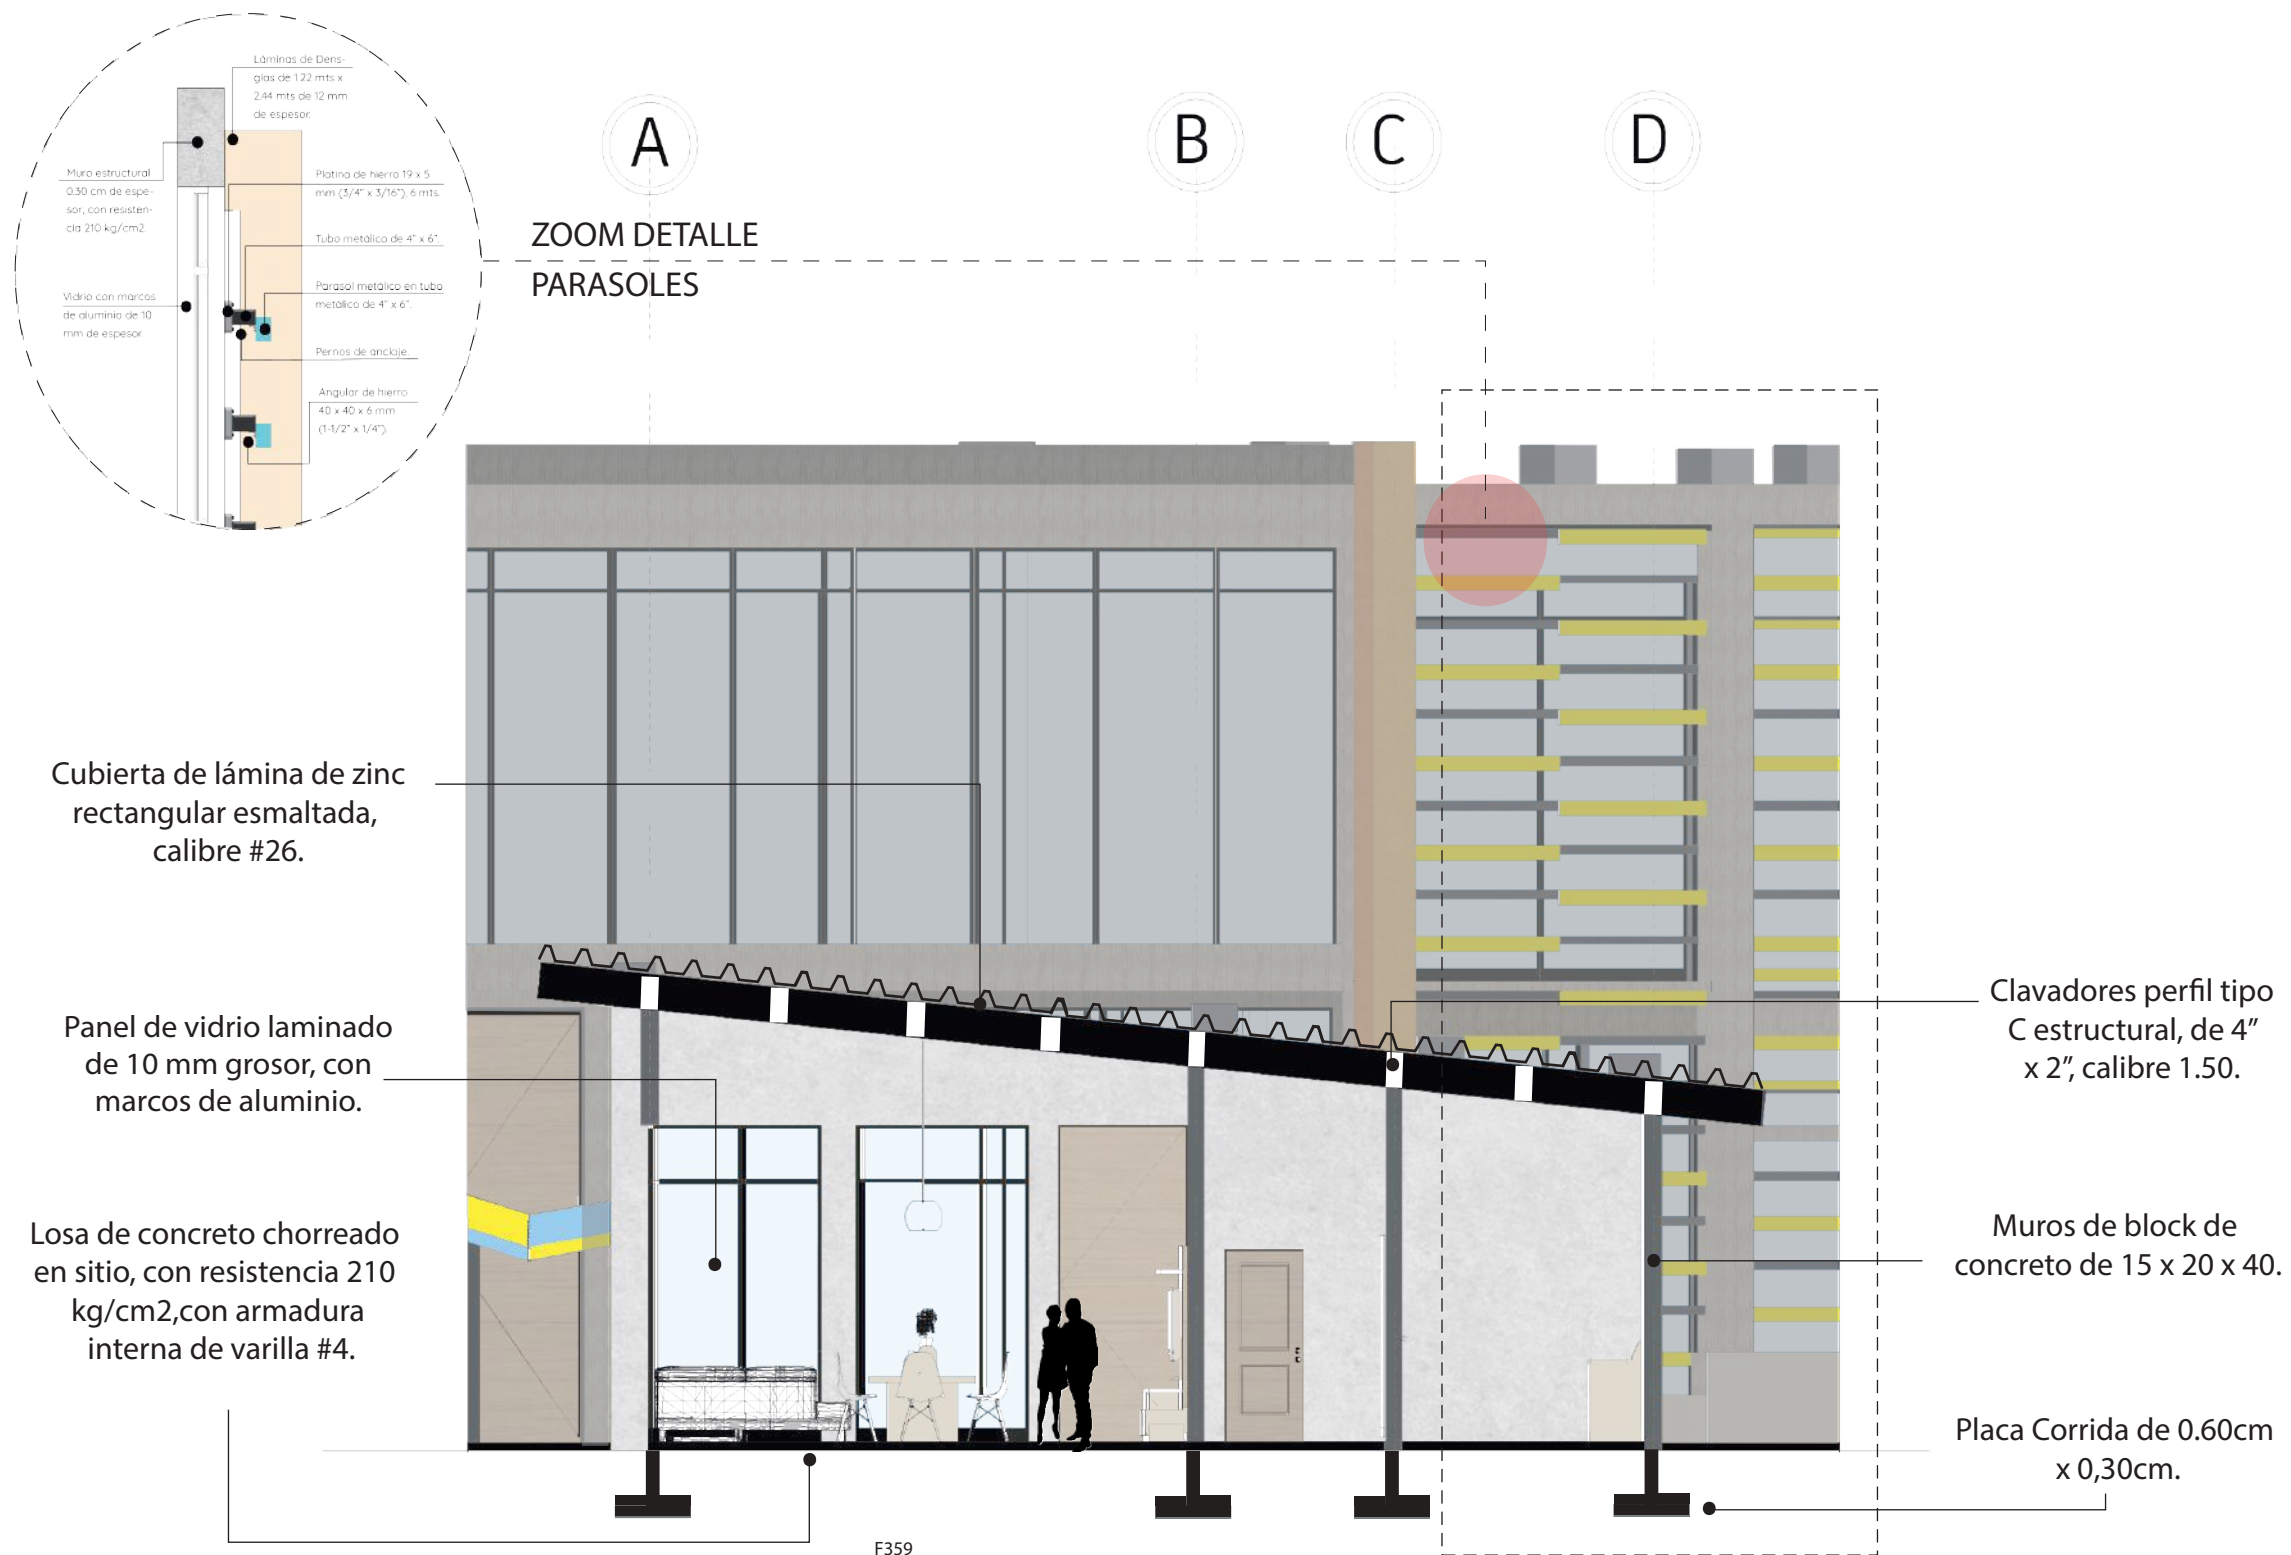 Láminas de Dens-
glas de 1.22 mts x
2.44 mts de 12 mm
de espesor.
Muro estructural
0.30 cm de espe-
sor, con resisten-
cia 210 kg/cm2.
Platina de hierro 19 x 5
mm (3/4" x 3/16"), 6 mts.
Tubo metálico de 4" x 6".
Vidrio con marcos
de aluminio de 10
mm de espesor
Parasol metálico en tubo
metálico de 4" x 6".
Pernos de anclaje.
Angular de hierro
40 x 40 x 6 mm
(1-1/2" x 1/4").
A
B
C
D
ZOOM DETALLE
PARASOLES
Cubierta de lámina de zinc
rectangular esmaltada,
calibre #26.
Panel de vidrio laminado
de 10 mm grosor, con
marcos de aluminio.
Losa de concreto chorreado
en sitio, con resistencia 210
kg/cm2,con armadura
interna de varilla #4.
Clavadores perfil tipo
C estructural, de 4”
x 2”, calibre 1.50.
Muros de block de
concreto de 15 x 20 x 40.
Placa Corrida de 0.60cm
x 0,30cm.
F359